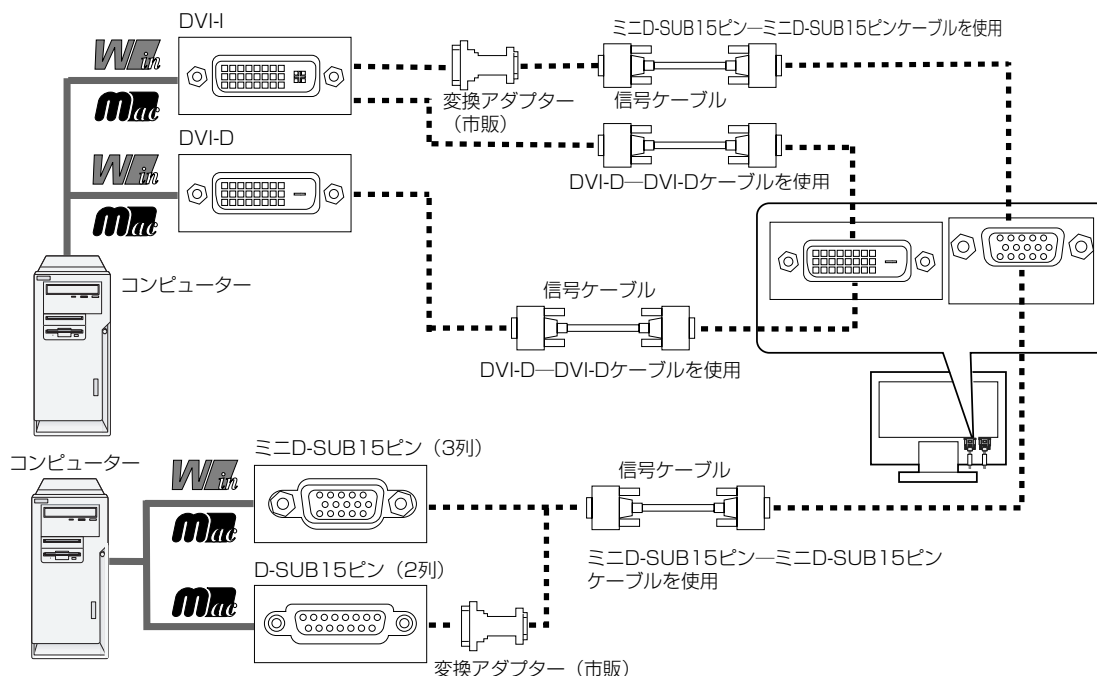 DVI-I
ミニD-SUB15ピン―ミニD-SUB15ピンケーブルを使用
Win
Mac
変換アダプター
（市販）
信号ケーブル
DVI-D
Win
Mac
DVI-D―DVI-Dケーブルを使用
コンピューター
信号ケーブル
DVI-D―DVI-Dケーブルを使用
コンピューター
ミニD-SUB15ピン（3列）
Win
Mac
信号ケーブル
ミニD-SUB15ピン―ミニD-SUB15ピン
ケーブルを使用
D-SUB15ピン（2列）
Mac
変換アダプター（市販）